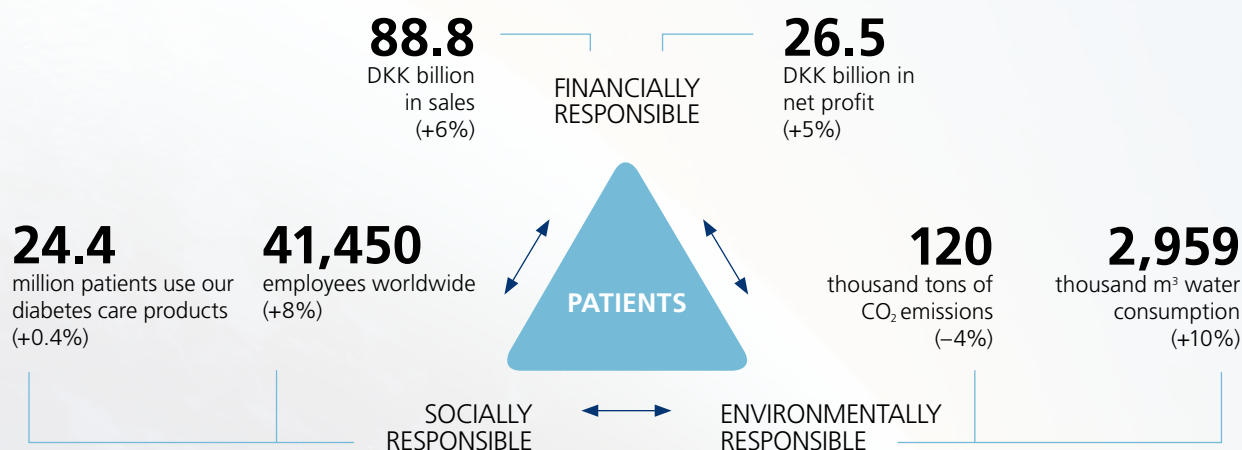 88.8
DKK billion
in sales
(+6%)
FINANCIALLY
RESPONSIBLE
26.5
DKK billion in
net profit
(+5%)
24.4
million patients use our
diabetes care products
(+0.4%)
41,450
employees worldwide
(+8%)
PATIENTS
120
thousand tons of
CO₂ emissions
(–4%)
2,959
thousand m³ water
consumption
(+10%)
SOCIALLY
RESPONSIBLE
ENVIRONMENTALLY
RESPONSIBLE